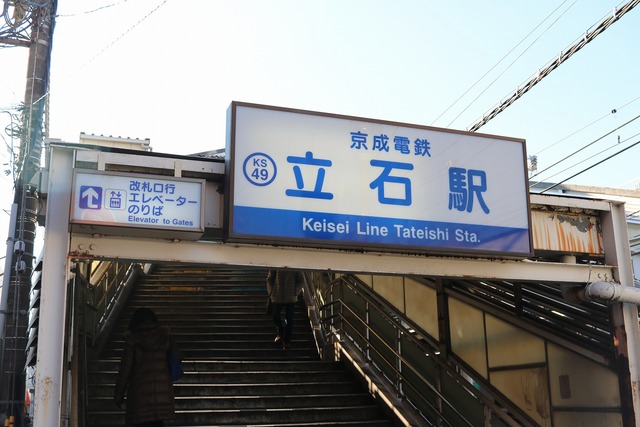 京成電鉄
KS
49
立石駅
Keisei Line Tateishi Sta.
改札口行
エレベーター
のりば
Elevator to Gates